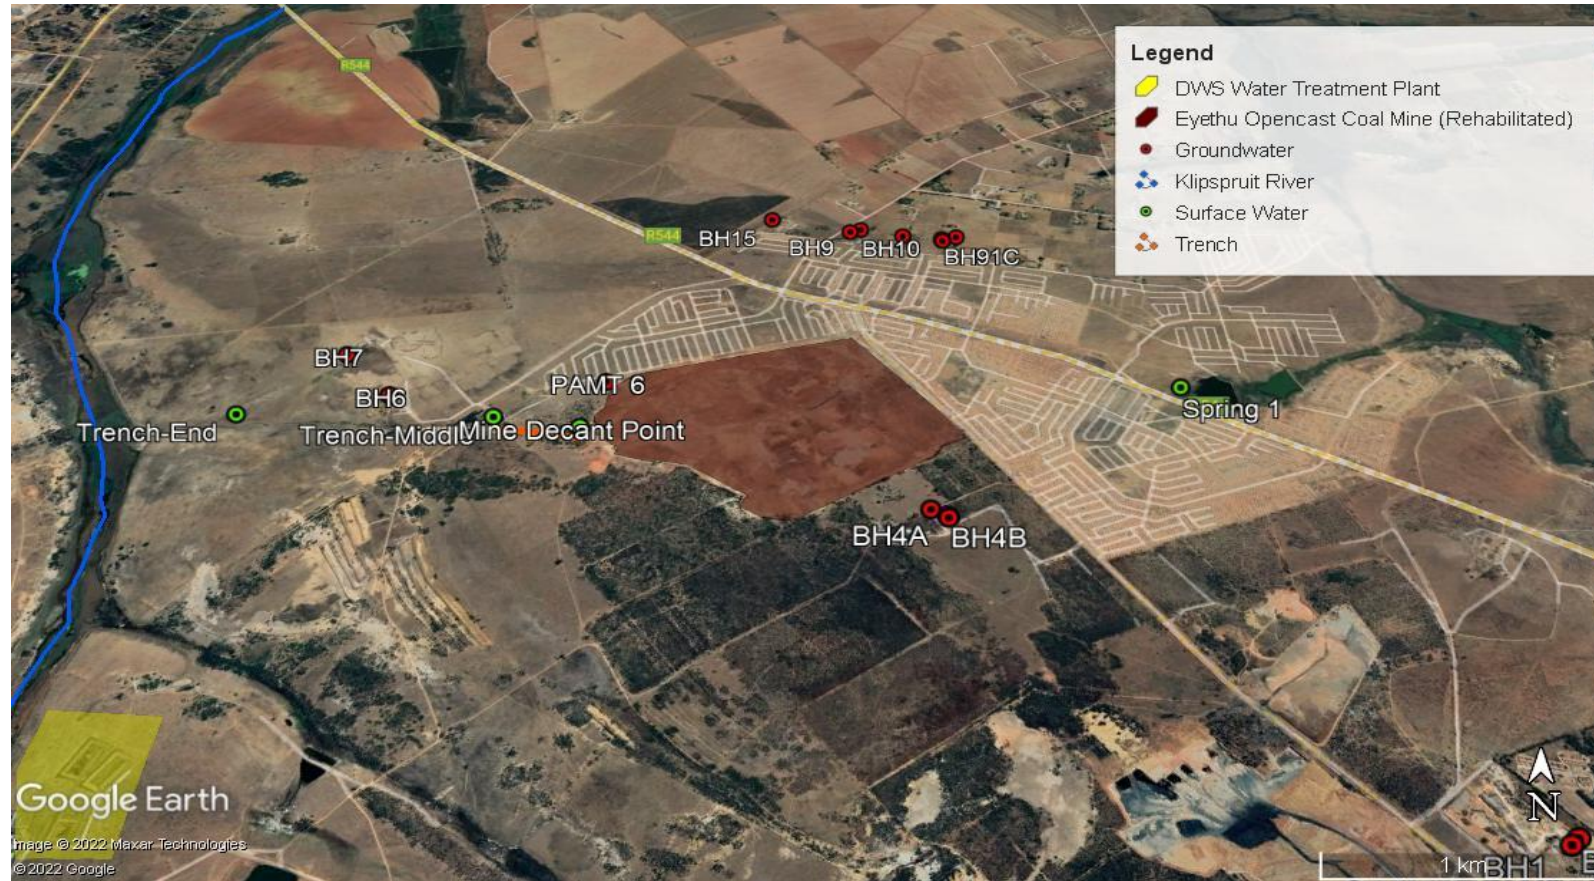 Legend
DWS Water Treatment Plant
Eyethu Opencast Coal Mine (Rehabilitated)
Groundwater
Klipspruit River
Surface Water
Trench
R544
R544
BH15
BH9
BH10
BH91C
BH7
BH6
PAMT 6
Trench-End
Trench-Middle
Mine Decant Point
Spring 1
BH4A
BH4B
Google Earth
N
mage © 2022 Maxar Technologies
© 2022 Google
1 km
BH1